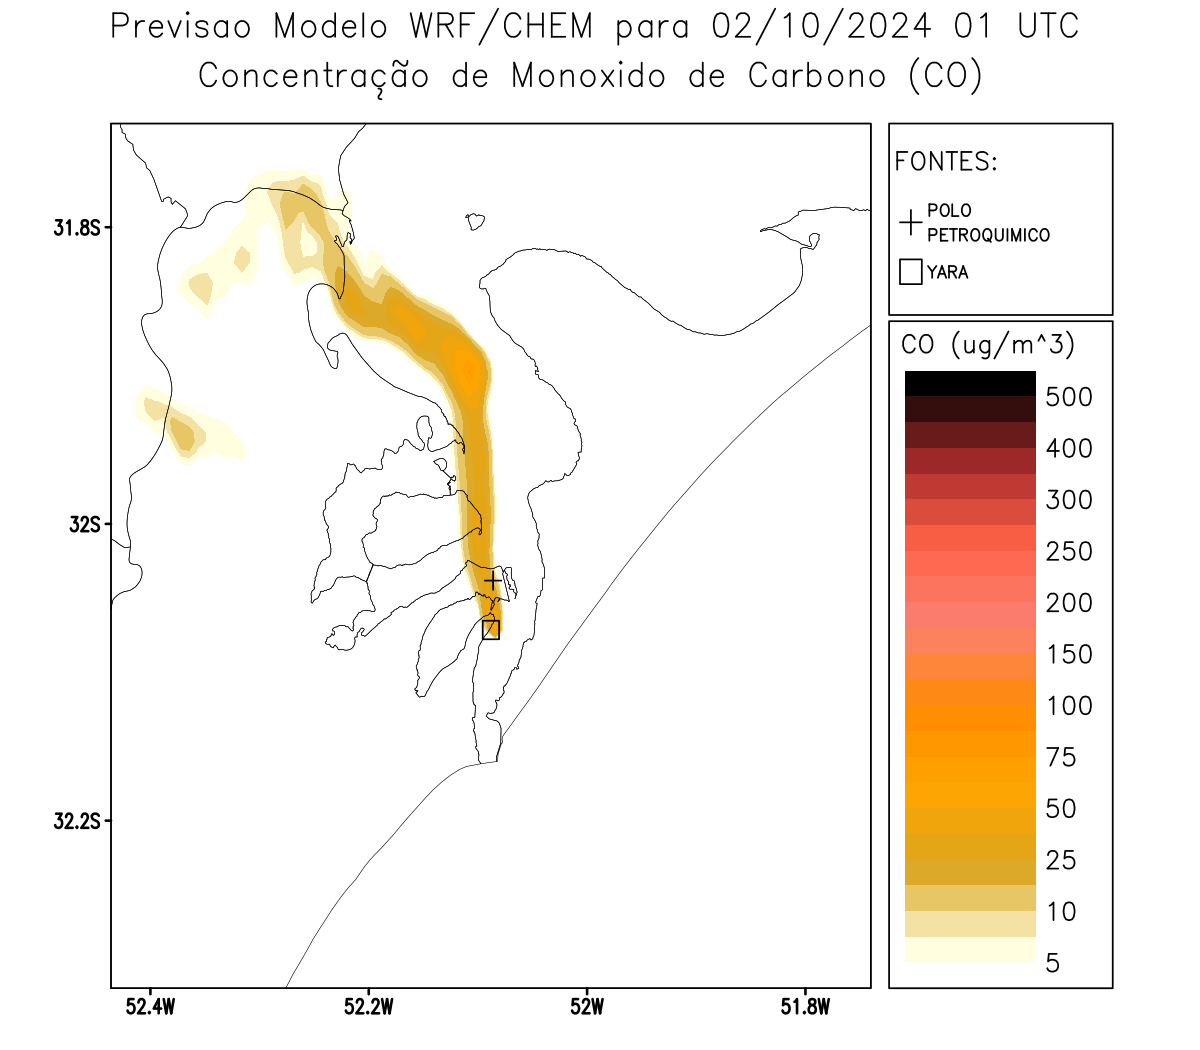 Previsao Modelo WRF/CHEM para 02/10/2024 01 UTC
Concentração de Monoxido de Carbono (CO)
FONTES:
POLO
PETROQUIMICO
YARA
CO (ug/m^3)
500
400
300
250
200
150
100
75
50
25
10
5
31.8S
32S
32.2S
52.4W
52.2W
52W
51.8W